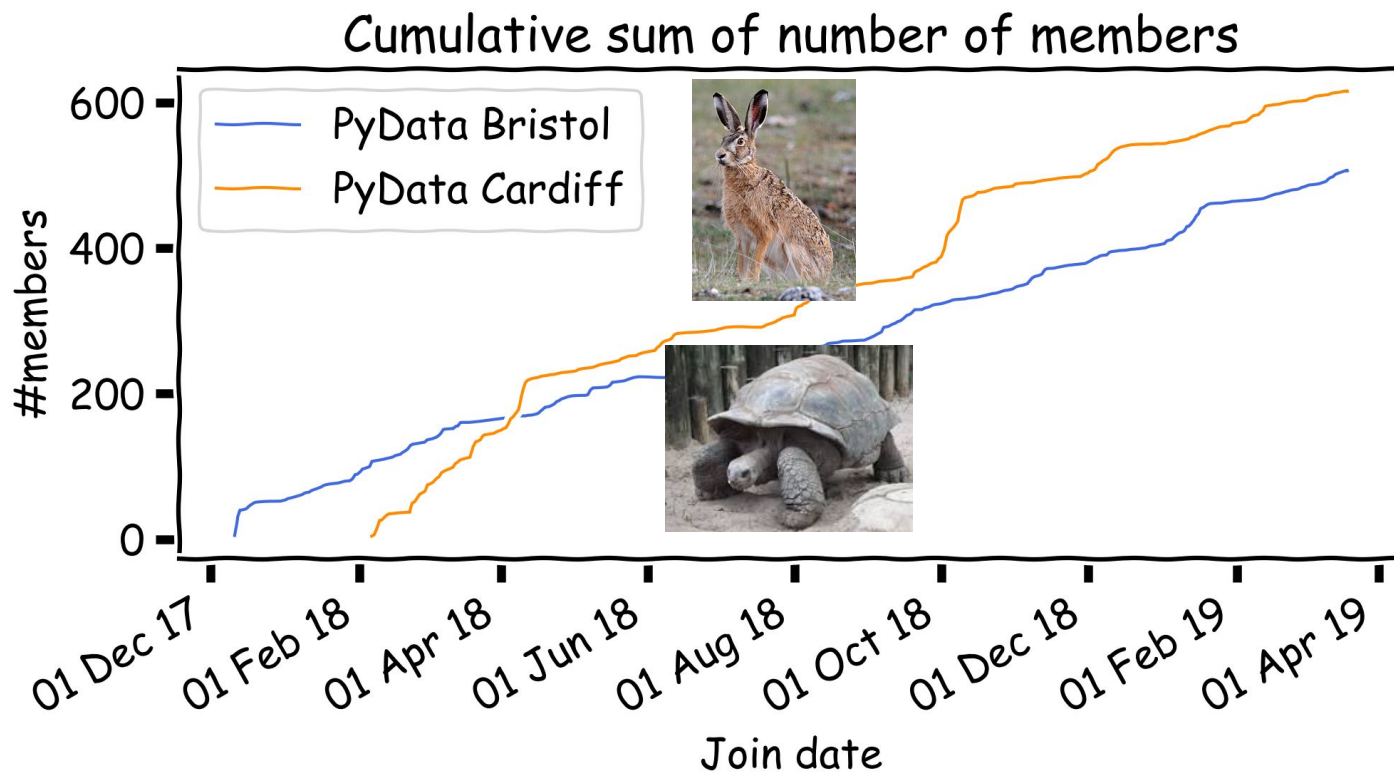 Cumulative sum of number of members
PyData Bristol
PyData Cardiff
600
400
200
0
#members
01 Dec 17
01 Feb 18
01 Apr 18
01 Jun 18
01 Aug 18
01 Oct 18
01 Dec 18
01 Feb 19
01 Apr 19
Join date